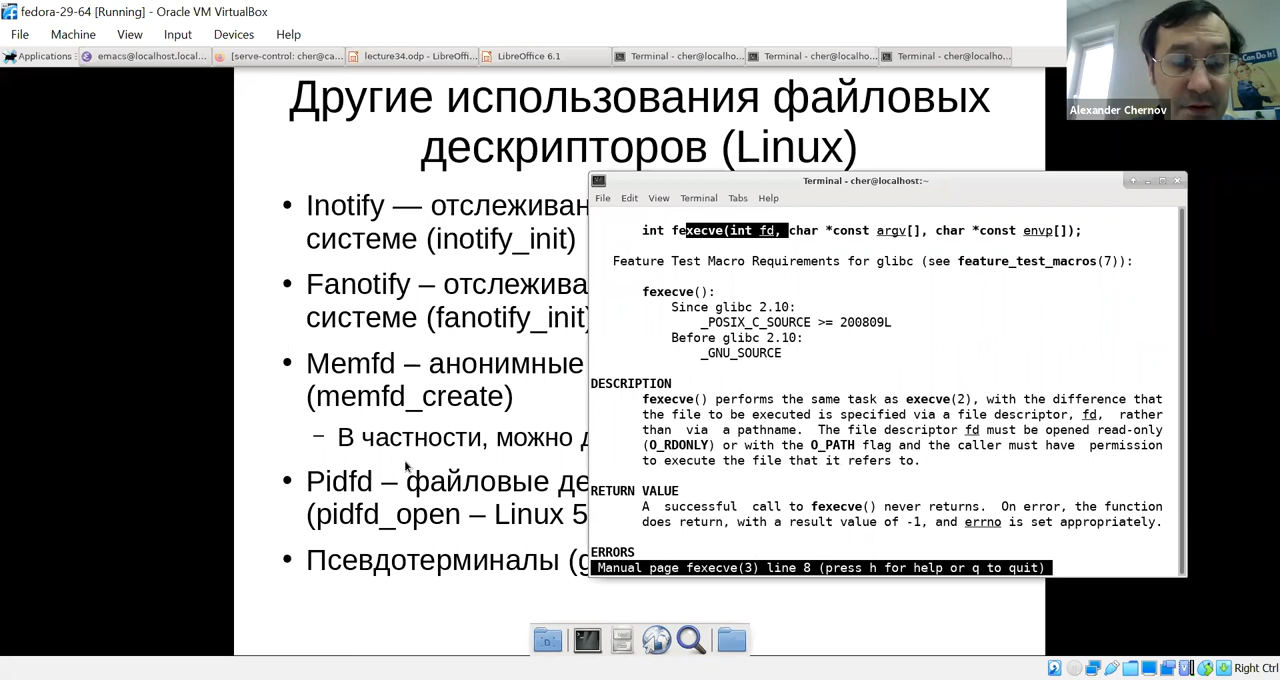 fedora-29-64 [Running] - Oracle VM VirtualBox
File Machine View Input Devices Help
Applications emacs@localhost.local... [serve-control: cher@ca... lecture34.odp - LibreOffi... LibreOffice 6.1 Terminal - cher@localho... Terminal - cher@localho... Terminal - cher@localho...
Can Do It!
Alexander Chernov
Другие использования файловых
дескрипторов (Linux)
• Inotify — отслеживан
системе (inotify_init)
• Fanotify – отслежива
системе (fanotify_init)
• Memfd – анонимные
(memfd_create)
– В частности, можно д
• Pidfd – файловые де
(pidfd_open – Linux 5
• Псевдотерминалы (g
Terminal - cher@localhost:~
File Edit View Terminal Tabs Help
int fexecve(int fd, char *const argv[], char *const envp[]);
Feature Test Macro Requirements for glibc (see feature_test_macros(7)):
fexecve():
Since glibc 2.10:
_POSIX_C_SOURCE >= 200809L
Before glibc 2.10:
_GNU_SOURCE
DESCRIPTION
fexecve() performs the same task as execve(2), with the difference that
the file to be executed is specified via a file descriptor, fd, rather
than via a pathname. The file descriptor fd must be opened read-only
(O_RDONLY) or with the O_PATH flag and the caller must have permission
to execute the file that it refers to.
RETURN VALUE
A successful call to fexecve() never returns. On error, the function
does return, with a result value of -1, and errno is set appropriately.
ERRORS
Manual page fexecve(3) line 8 (press h for help or q to quit)
Right Ctrl